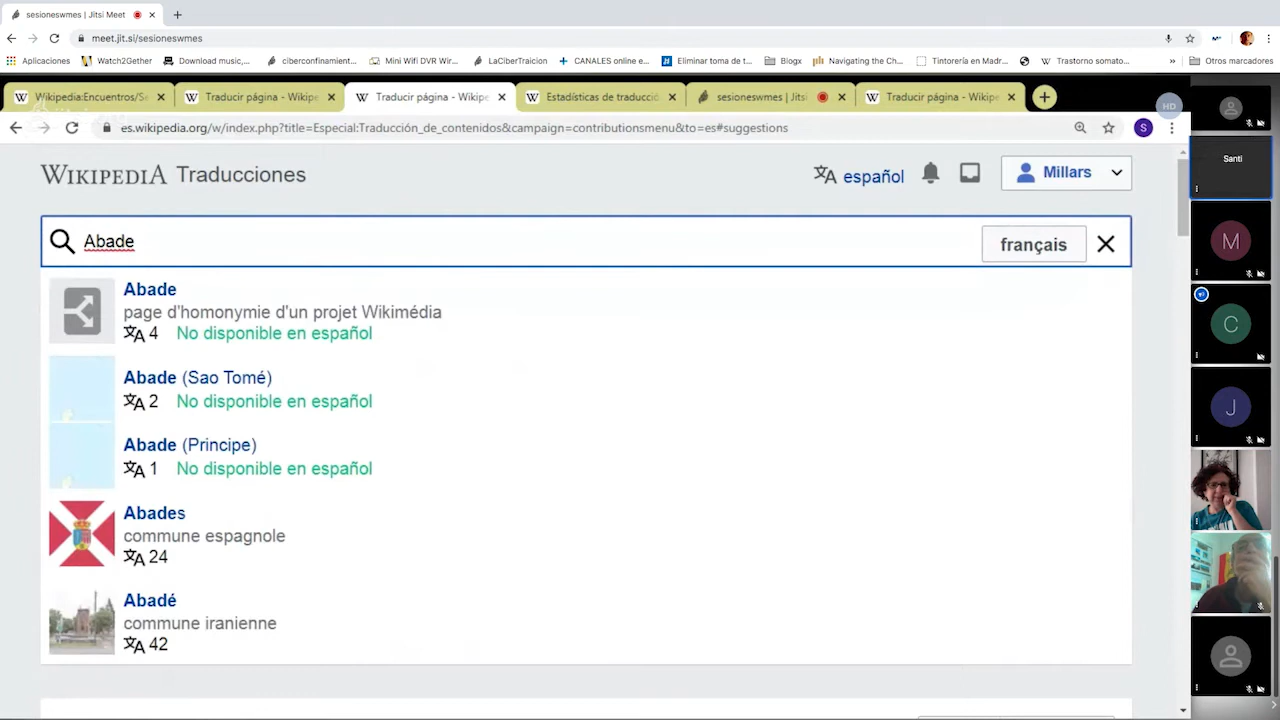 sesioneswmes | Jitsi Meet
meet.jit.si/sesioneswmes
Aplicaciones Watch2Gether Download music,... ciberconfinamient... Mini Wifi DVR Wir... LaCiberTraicion CANALES online e... Eliminar toma de t... Blogx Navigating the Ch... Tintorería en Madr... Trastorno somato... » Otros marcadores
Wikipedia:Encuentros/Se Traducir página - Wikipe Traducir página - Wikipe Estadísticas de traducció sesioneswmes | Jitsi Traducir página - Wikipe
HD
es.wikipedia.org/w/index.php?title=Especial:Traducción_de_contenidos&campaign=contributionsmenu&to=es#suggestions
S
WIKIPEDIA Traducciones
español
Millars
Abade
français
Abade
page d'homonymie d'un projet Wikimédia
4 No disponible en español
Abade (Sao Tomé)
2 No disponible en español
Abade (Principe)
1 No disponible en español
Abades
commune espagnole
24
Abadé
commune iranienne
42
Santi
M
C
J